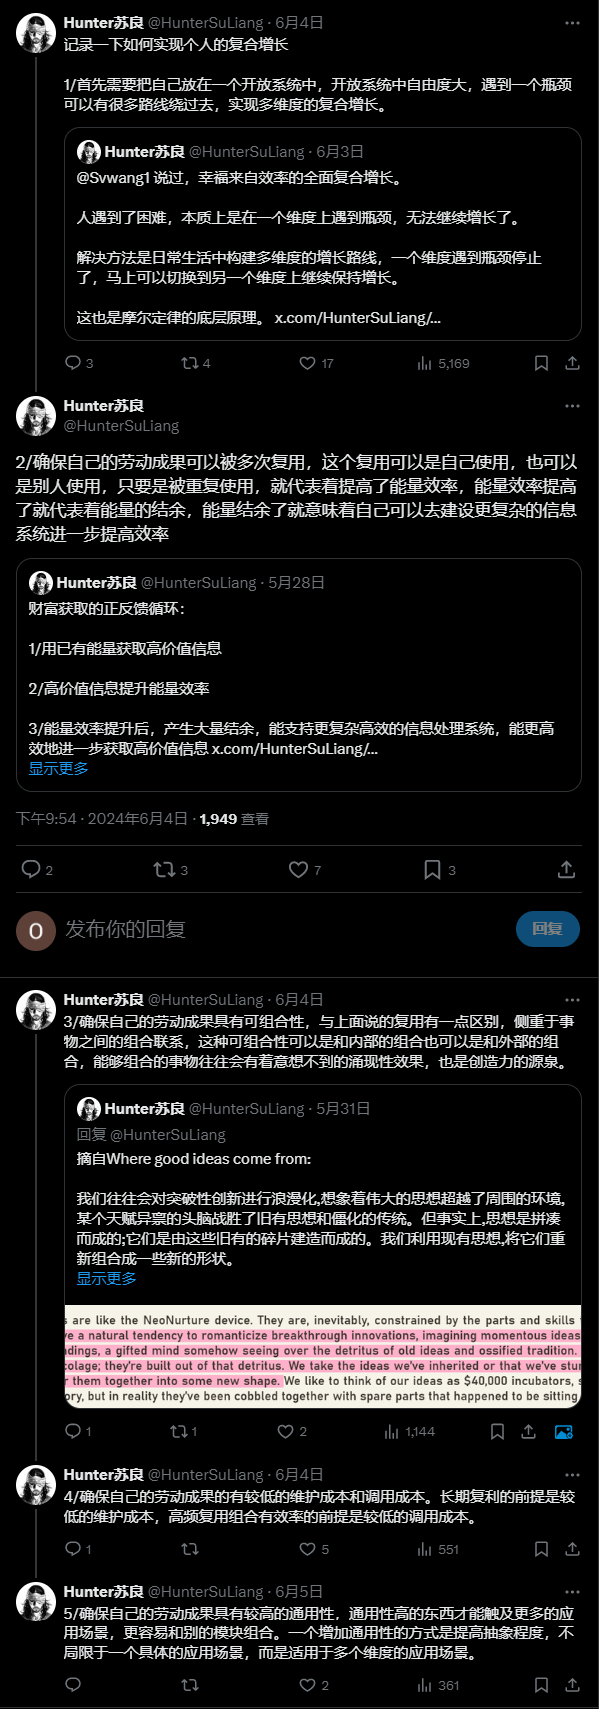 Hunter苏良 @HunterSuLiang · 6月4日
记录一下如何实现个人的复合增长
1/首先需要把自己放在一个开放系统中，开放系统中自由度大，遇到一个瓶颈
可以有很多路线绕过去，实现多维度的复合增长。
Hunter苏良 @HunterSuLiang · 6月3日
@Svwang1 说过，幸福来自效率的全面复合增长。
人遇到了困难，本质上是在一个维度上遇到瓶颈，无法继续增长了。
解决方法是日常生活中构建多维度的增长路线，一个维度遇到瓶颈停止
了，马上可以切换到另一个维度上继续保持增长。
这也是摩尔定律的底层原理。 x.com/HunterSuLiang/...
3 4 17 5,169
Hunter苏良
@HunterSuLiang
2/确保自己的劳动成果可以被多次复用，这个复用可以是自己使用，也可以
是别人使用，只要是被重复使用，就代表着提高了能量效率，能量效率提高
了就代表着能量的结余，能量结余了就意味着自己可以去建设更复杂的信息
系统进一步提高效率
Hunter苏良 @HunterSuLiang · 5月28日
财富获取的正反馈循环：
1/用已有能量获取高价值信息
2/高价值信息提升能量效率
3/能量效率提升后，产生大量结余，能支持更复杂高效的信息处理系统，能更高
效地进一步获取高价值信息 x.com/HunterSuLiang/...
显示更多
下午9:54 · 2024年6月4日 · 1,949 查看
2 3 7 3
O 发布你的回复 回复
Hunter苏良 @HunterSuLiang · 6月4日
3/确保自己的劳动成果具有可组合性，与上面说的复用有一点区别，侧重于事
物之间的组合联系，这种可组合性可以是和内部的组合也可以是和外部的组
合，能够组合的事物往往会有着意想不到的涌现性效果，也是创造力的源泉。
Hunter苏良 @HunterSuLiang · 5月31日
回复 @HunterSuLiang
摘自Where good ideas come from:
我们往往会对突破性创新进行浪漫化,想象着伟大的思想超越了周围的环境,
某个天赋异禀的头脑战胜了旧有思想和僵化的传统。但事实上,思想是拼凑
而成的;它们是由这些旧有的碎片建造而成的。我们利用现有思想,将它们重
新组合成一些新的形状。
显示更多
s are like the NeoNurture device. They are, inevitably, constrained by the parts and skills
ve a natural tendency to romanticize breakthrough innovations, imagining momentous ideas
ndings, a gifted mind somehow seeing over the detritus of old ideas and ossified tradition.
colage; they're built out of that detritus. We take the ideas we've inherited or that we've stu
r them together into some new shape. We like to think of our ideas as $40,000 incubators, s
ory, but in reality they've been cobbled together with spare parts that happened to be sitting
1 1 2 1,144
Hunter苏良 @HunterSuLiang · 6月4日
4/确保自己的劳动成果的有较低的维护成本和调用成本。长期复利的前提是较
低的维护成本，高频复用组合有效率的前提是较低的调用成本。
1 5 551
Hunter苏良 @HunterSuLiang · 6月5日
5/确保自己的劳动成果具有较高的通用性，通用性高的东西才能触及更多的应
用场景，更容易和别的模块组合。一个增加通用性的方式是提高抽象程度，不
局限于一个具体的应用场景，而是适用于多个维度的应用场景。
2 361